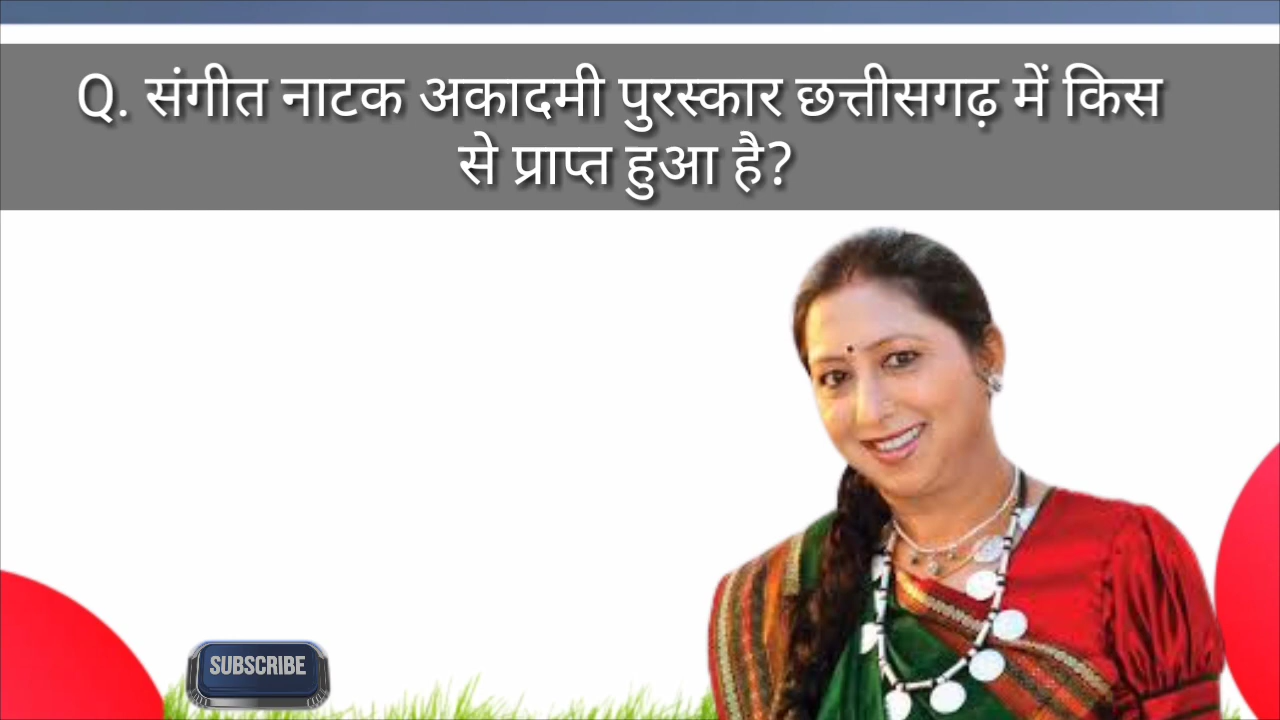 Q. संगीत नाटक अकादमी पुरस्कार छत्तीसगढ़ में किस
से प्राप्त हुआ है?
SUBSCRIBE